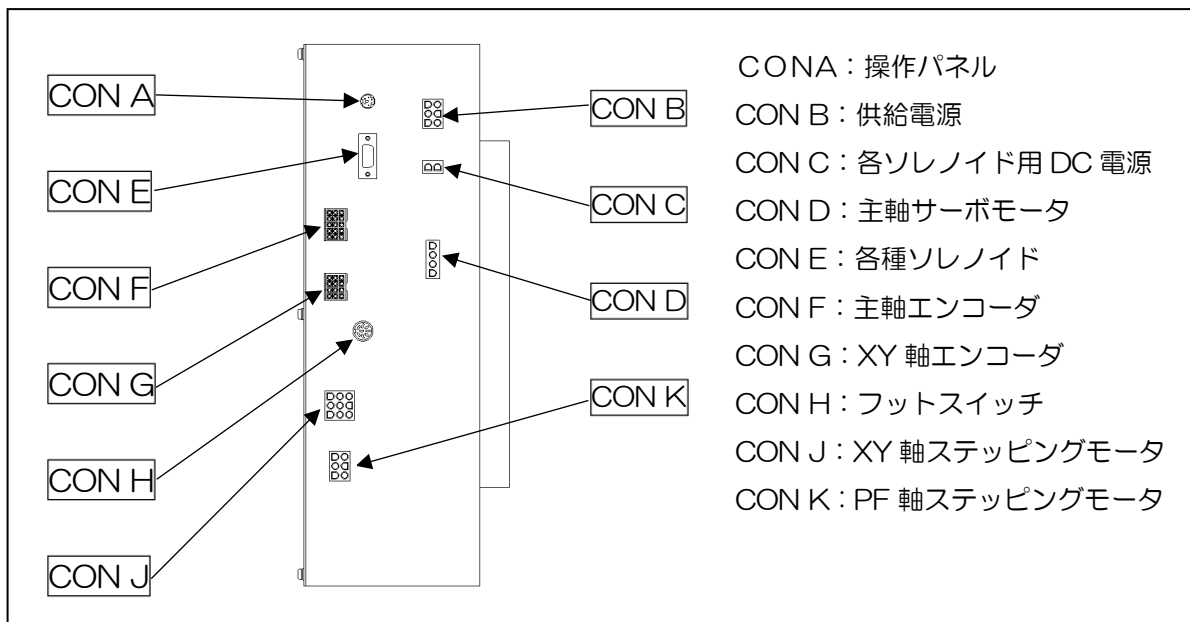 CON A
CON E
CON F
CON G
CON H
CON J
CON B
CON C
CON D
CON K
CONA：操作パネル
CON B：供給電源
CON C：各ソレノイド用 DC 電源
CON D：主軸サーボモータ
CON E：各種ソレノイド
CON F：主軸エンコーダ
CON G：XY 軸エンコーダ
CON H：フットスイッチ
CON J：XY 軸ステッピングモータ
CON K：PF 軸ステッピングモータ